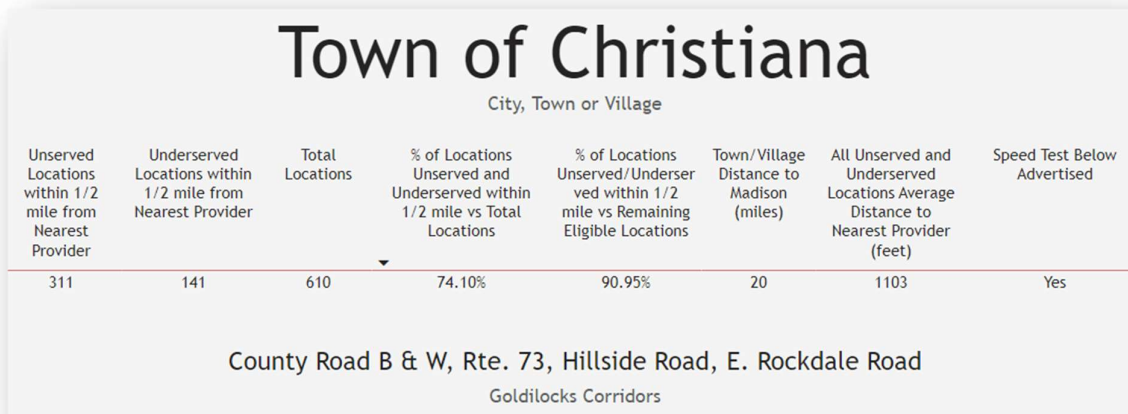 Town of Christiana
City, Town or Village
Unserved Locations within 1/2 mile from Nearest Provider
Underserved Locations within 1/2 mile from Nearest Provider
Total Locations
% of Locations Unserved and Underserved within 1/2 mile vs Total Locations
% of Locations Unserved/Underser ved within 1/2 mile vs Remaining Eligible Locations
Town/Village Distance to Madison (miles)
All Unserved and Underserved Locations Average Distance to Nearest Provider (feet)
Speed Test Below Advertised
311 141 610 74.10% 90.95% 20 1103 Yes
County Road B & W, Rte. 73, Hillside Road, E. Rockdale Road
Goldilocks Corridors